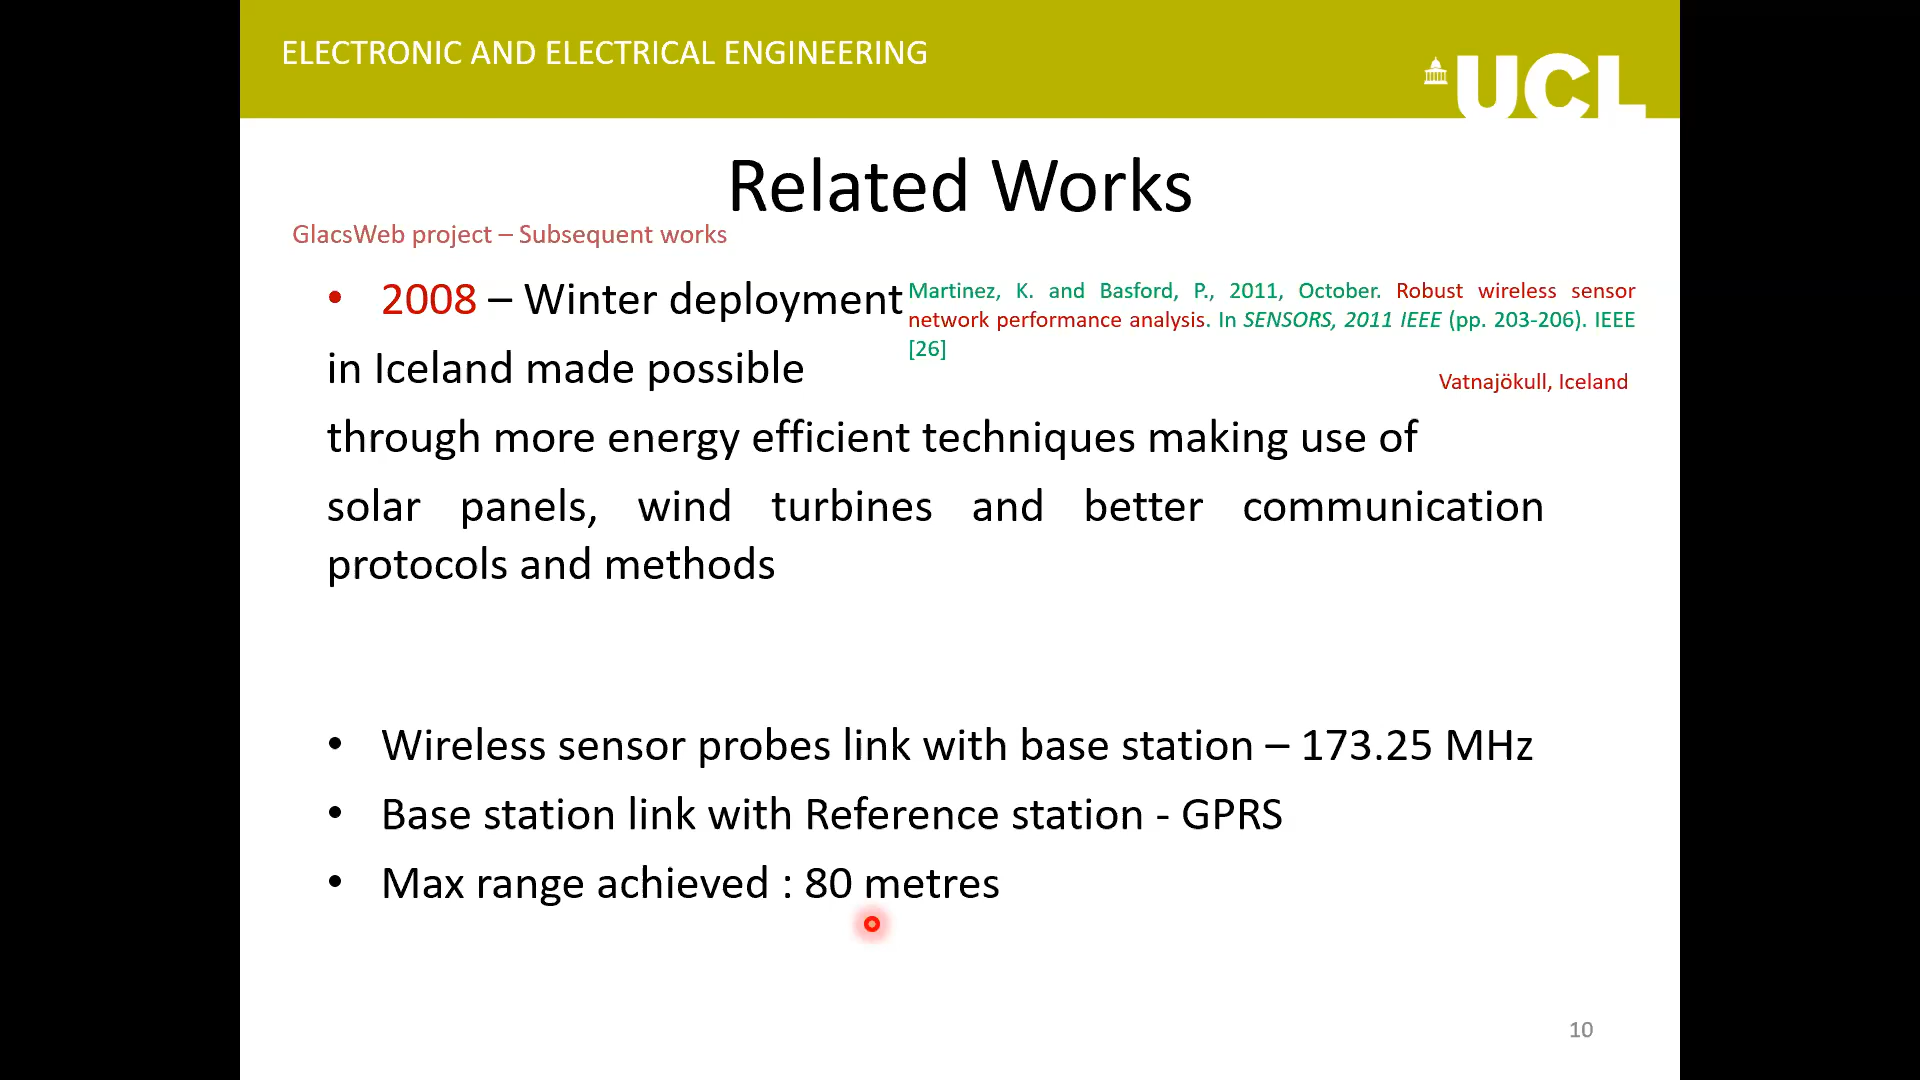 ELECTRONIC AND ELECTRICAL ENGINEERING
UCL
Related Works
GlacsWeb project – Subsequent works
• 2008 – Winter deployment
in Iceland made possible
through more energy efficient techniques making use of
solar panels, wind turbines and better communication
protocols and methods
Martinez, K. and Basford, P., 2011, October. Robust wireless sensor
network performance analysis. In SENSORS, 2011 IEEE (pp. 203-206). IEEE
[26]
Vatnajökull, Iceland
• Wireless sensor probes link with base station – 173.25 MHz
• Base station link with Reference station - GPRS
• Max range achieved : 80 metres
10